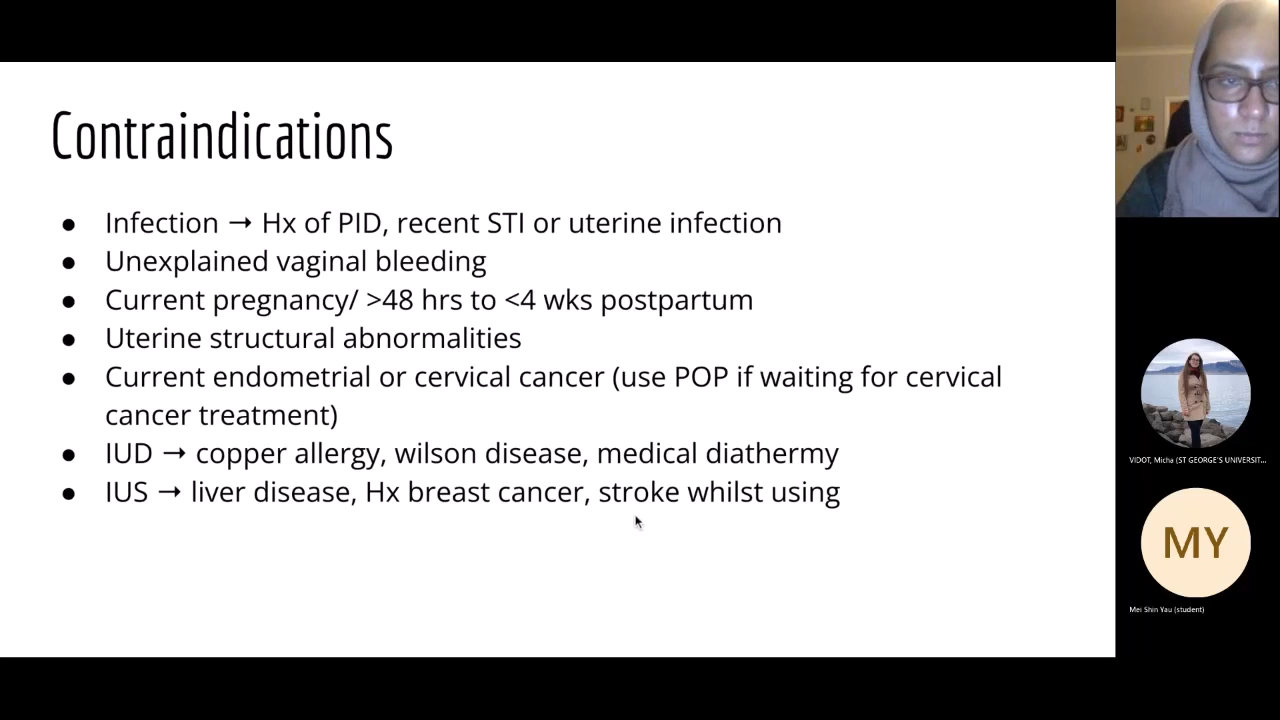 Contraindications
● Infection → Hx of PID, recent STI or uterine infection
● Unexplained vaginal bleeding
● Current pregnancy/ >48 hrs to <4 wks postpartum
● Uterine structural abnormalities
● Current endometrial or cervical cancer (use POP if waiting for cervical
cancer treatment)
● IUD → copper allergy, wilson disease, medical diathermy
● IUS → liver disease, Hx breast cancer, stroke whilst using
VIDOT, Micha (ST GEORGE'S UNIVERSIT...
MY
Mei Shin Yau (student)